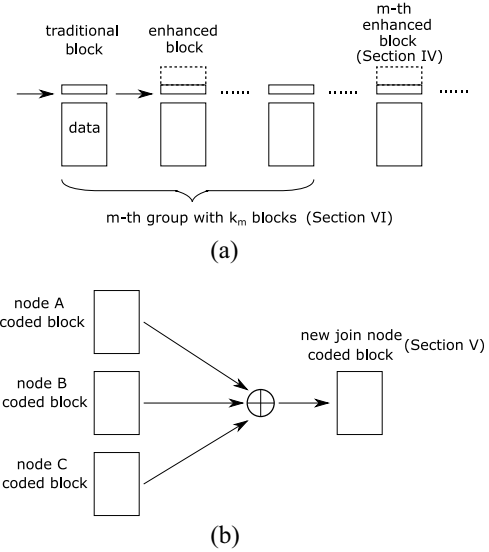 m-th
enhanced
block
(Section IV)
traditional
block
enhanced
block
......
......
......
data
m-th group with km blocks (Section VI)
(a)
node A
coded block
new join node
coded block (Section V)
node B
coded block
node C
coded block
(b)